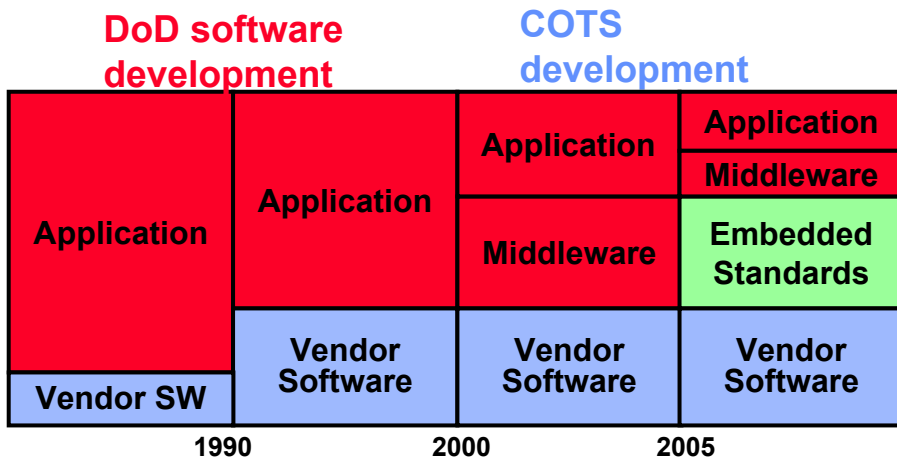 DoD software
development
COTS
development
Application
Vendor SW
Application
Vendor
Software
Application
Middleware
Vendor
Software
Application
Middleware
Embedded
Standards
Vendor
Software
1990
2000
2005